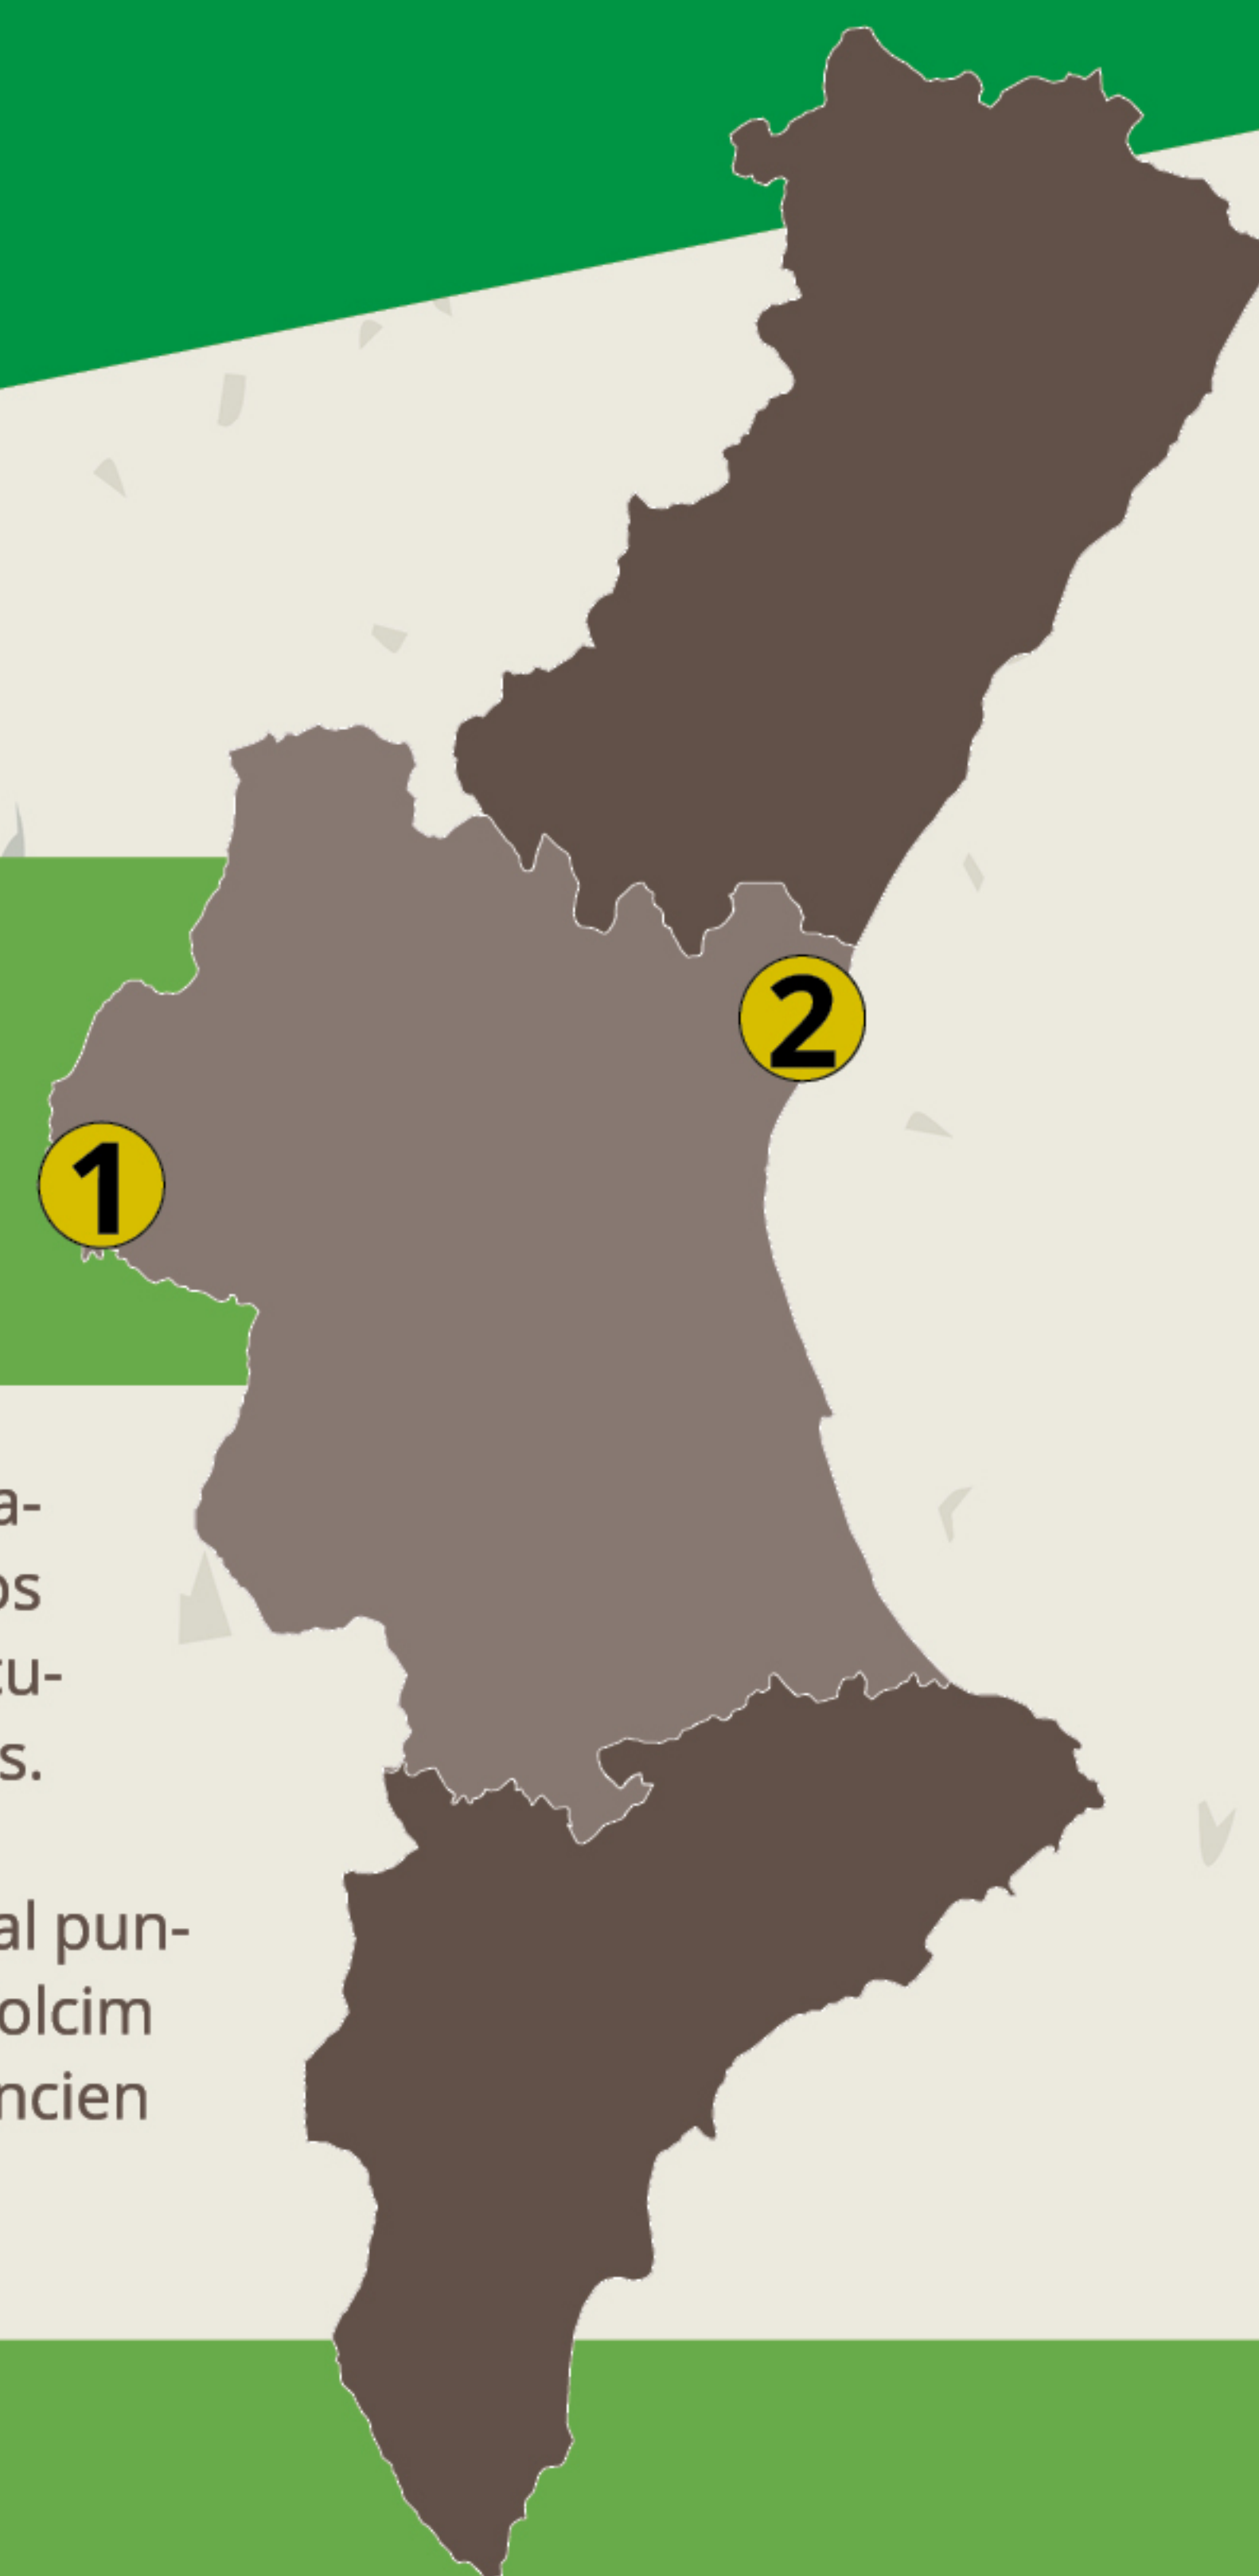 2
1
a-
os
tu-
s.
al pun-
olcim
ncien